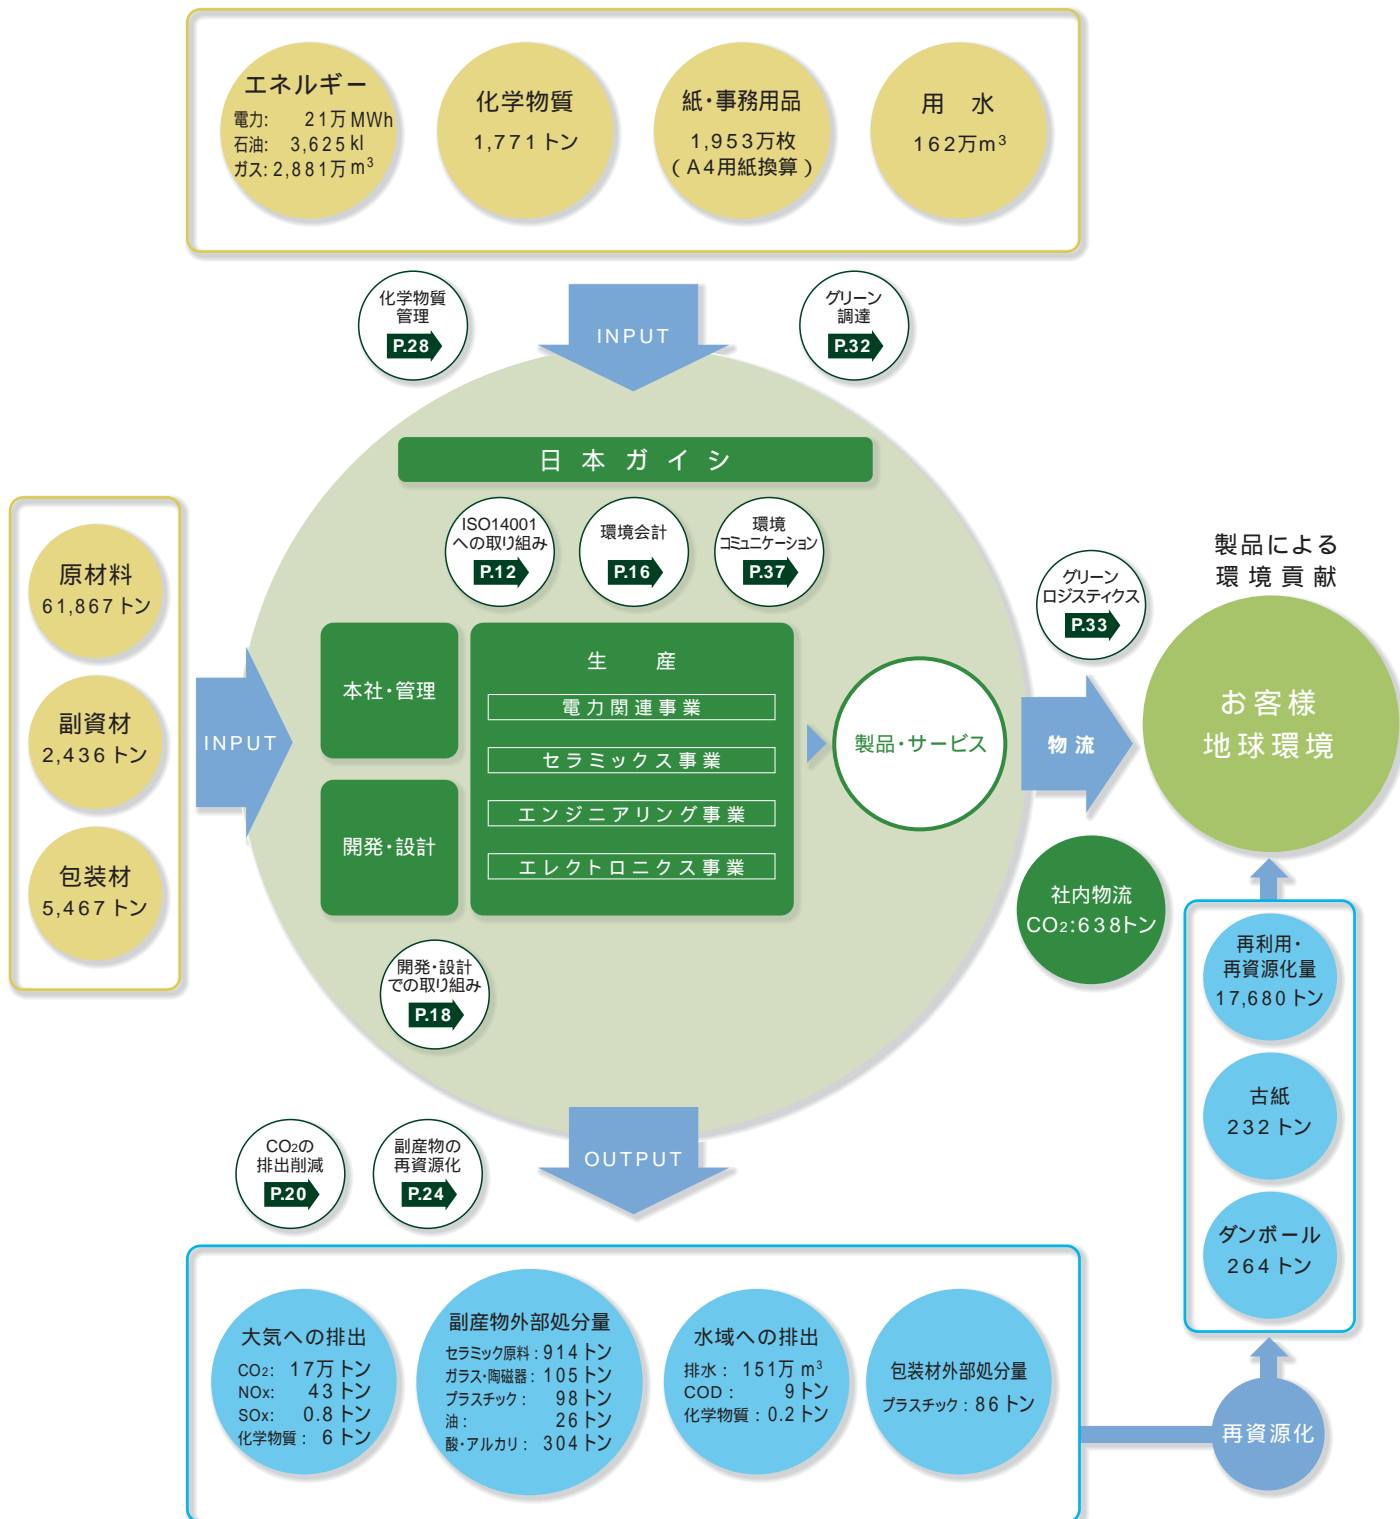 エネルギー
電力: 21万MWh
石油: 3,625kl
ガス: 2,881万m³
化学物質
1,771トン
紙・事務用品
1,953万枚
(A4用紙換算)
用 水
162万m³
化学物質
管理
P.28
INPUT
グリーン
調達
P.32
日本ガイシ
ISO14001
への取り組み
P.12
環境会計
P.16
環境
コミュニケーション
P.37
原材料
61,867トン
副資材
2,436トン
包装材
5,467トン
INPUT
本社・管理
開発・設計
生 産
電力関連事業
セラミックス事業
エンジニアリング事業
エレクトロニクス事業
製品・サービス
グリーン
ロジスティクス
P.33
物流
製品による
環境貢献
お客様
地球環境
社内物流
CO₂:638トン
開発・設計
での取り組み
P.18
再利用・
再資源化量
17,680トン
古紙
232トン
ダンボール
264トン
CO₂の
排出削減
P.20
副産物の
再資源化
P.24
OUTPUT
大気への排出
CO₂: 17万トン
NOx: 43トン
SOx: 0.8トン
化学物質: 6トン
副産物外部処分量
セラミック原料:914トン
ガラス・陶磁器:105トン
プラスチック: 98トン
油: 26トン
酸・アルカリ:304トン
水域への排出
排水:151万m³
COD: 9トン
化学物質:0.2トン
包装材外部処分量
プラスチック:86トン
再資源化